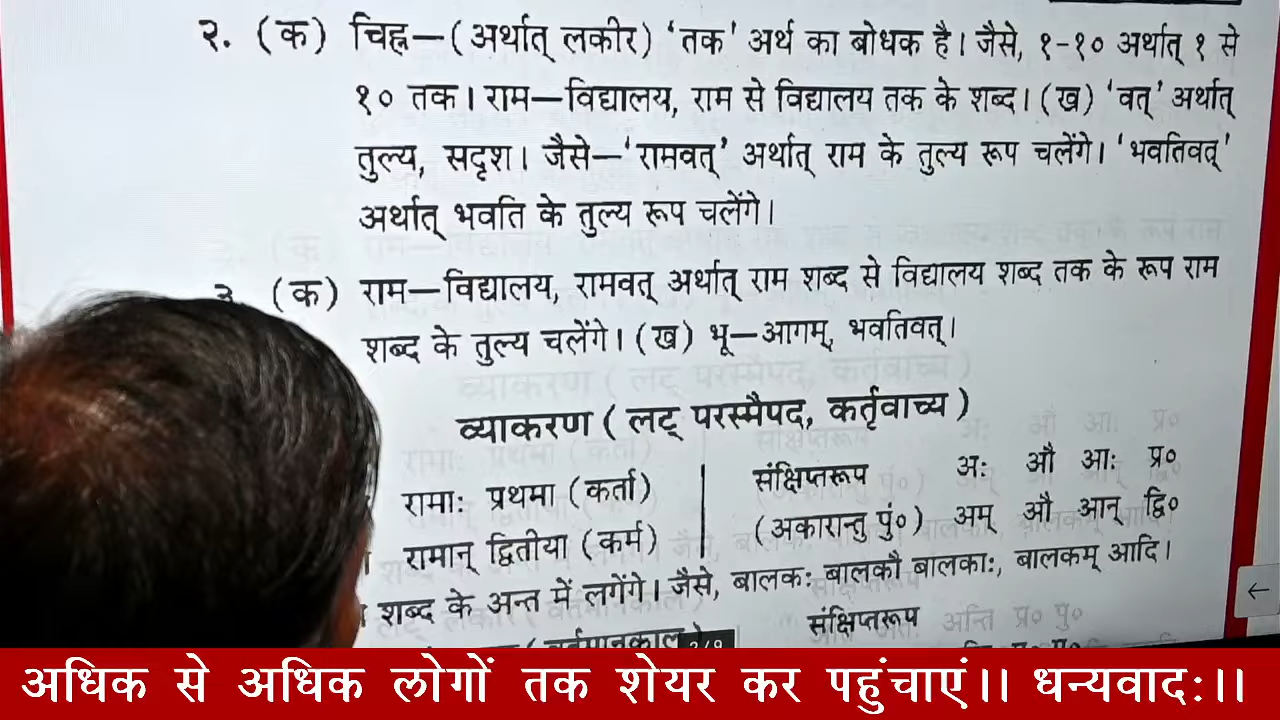 २. (क) चिह्न—(अर्थात् लकीर) 'तक' अर्थ का बोधक है। जैसे, १-१० अर्थात् १ से
१० तक। राम—विद्यालय, राम से विद्यालय तक के शब्द। (ख) 'वत्' अर्थात्
तुल्य, सदृश। जैसे—'रामवत्' अर्थात् राम के तुल्य रूप चलेंगे। 'भवतिवत्'
अर्थात् भवति के तुल्य रूप चलेंगे।
(क) राम—विद्यालय, रामवत् अर्थात् राम शब्द से विद्यालय शब्द तक के रूप राम
शब्द के तुल्य चलेंगे। (ख) भू—आगम्, भवतिवत्।
व्याकरण (लट् परस्मैपद, कर्तृवाच्य)
रामाः प्रथमा (कर्ता) | संक्षिप्तरूप अः औ आः प्र०
रामान् द्वितीया (कर्म) | (अकारान्त पुं०) अम् औ आन् द्वि०
शब्द के अन्त में लगेंगे। जैसे, बालकः बालकौ बालकाः, बालकम् आदि।
(वर्तमानकाल) संक्षिप्तरूप
अधिक से अधिक लोगों तक शेयर कर पहुंचाएं।। धन्यवादः।।